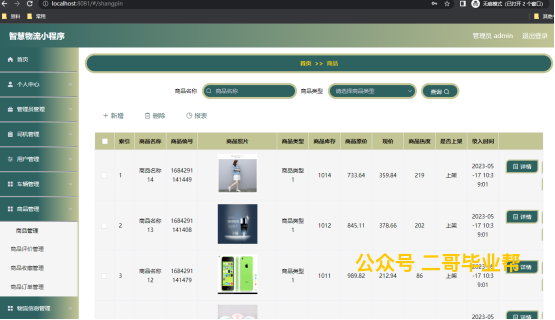 localhost:8081/#/shangpin
无痕模式（已打开 2 个窗口）
资料 常用 其他
智慧物流小程序 管理员 admin 退出登录
首页
个人中心
管理员管理
司机管理
用户管理
车辆管理
商品管理
商品管理
商品评价管理
商品收藏管理
商品订单管理
物流信息管理
首页 >> 商品
商品名称 商品名称 商品类型 请选择商品类型 查询
+ 新增 删除 报表
索引 商品名称 商品编号 商品照片 商品类型 商品库存 商品原价 现价 商品热度 是否上架 录入时间
1 商品名称14 1684291141449 商品类型1 1014 733.64 359.84 219 上架 2023-05-17 10:39:01 详情
2 商品名称13 1684291141408 商品类型1 1012 845.11 378.66 202 上架 2023-05-17 10:39:01 详情
3 商品名称12 1684291141479 商品类型1 1011 989.82 212.94 86 上架 2023-05-17 10:39:01 详情
公众号 二哥毕业帮
详情